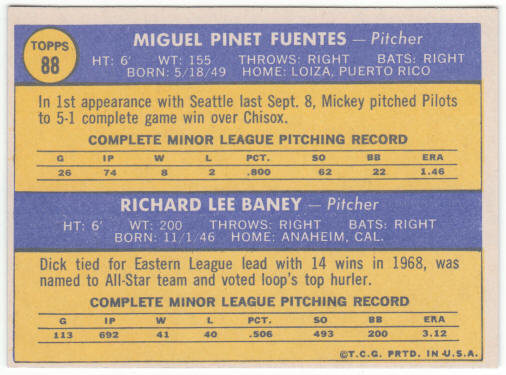 TOPPS
88
MIGUEL PINET FUENTES — Pitcher
HT: 6' WT: 155 THROWS: RIGHT BATS: RIGHT
BORN: 5/18/49 HOME: LOIZA, PUERTO RICO
In 1st appearance with Seattle last Sept. 8, Mickey pitched Pilots
to 5-1 complete game win over Chisox.
COMPLETE MINOR LEAGUE PITCHING RECORD
G IP W L PCT. SO BB ERA
26 74 8 2 .800 62 22 1.46
RICHARD LEE BANEY — Pitcher
HT: 6' WT: 200 THROWS: RIGHT BATS: RIGHT
BORN: 11/1/46 HOME: ANAHEIM, CAL.
Dick tied for Eastern League lead with 14 wins in 1968, was
named to All-Star team and voted loop's top hurler.
COMPLETE MINOR LEAGUE PITCHING RECORD
G IP W L PCT. SO BB ERA
113 692 41 40 .506 493 200 3.12
©T.C.G. PRTD. IN U.S.A.